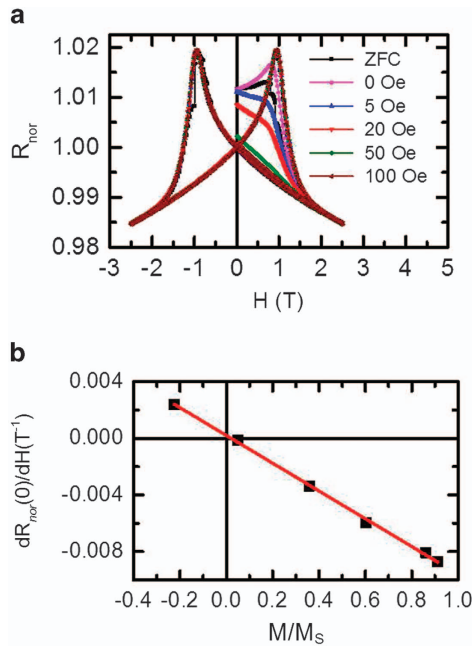 a
1.02
1.01
1.00
0.99
0.98
R_nor
ZFC
0 Oe
5 Oe
20 Oe
50 Oe
100 Oe
-3 -2 -1 0 1 2 3 4 5
H (T)
b
0.004
0.000
-0.004
-0.008
dR_nor(0)/dH(T⁻¹)
-0.4 -0.2 0.0 0.2 0.4 0.6 0.8 1.0
M/M_S